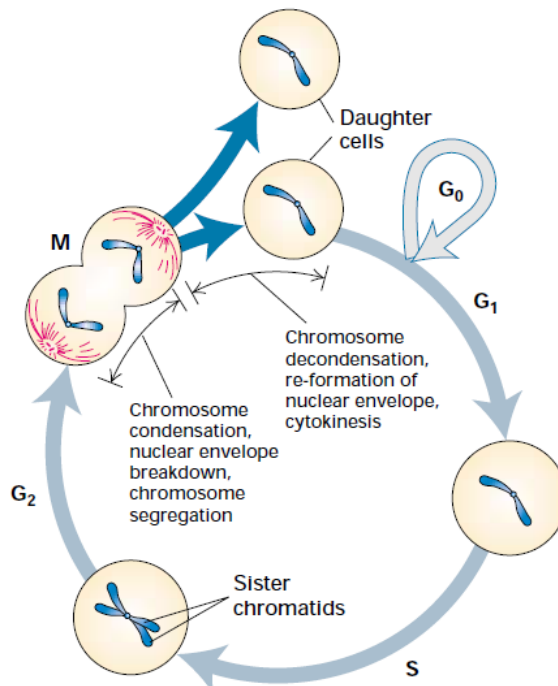 Daughter
cells
G0
M
G1
Chromosome
decondensation,
re-formation of
nuclear envelope,
cytokinesis
Chromosome
condensation,
nuclear envelope
breakdown,
chromosome
segregation
G2
Sister
chromatids
S